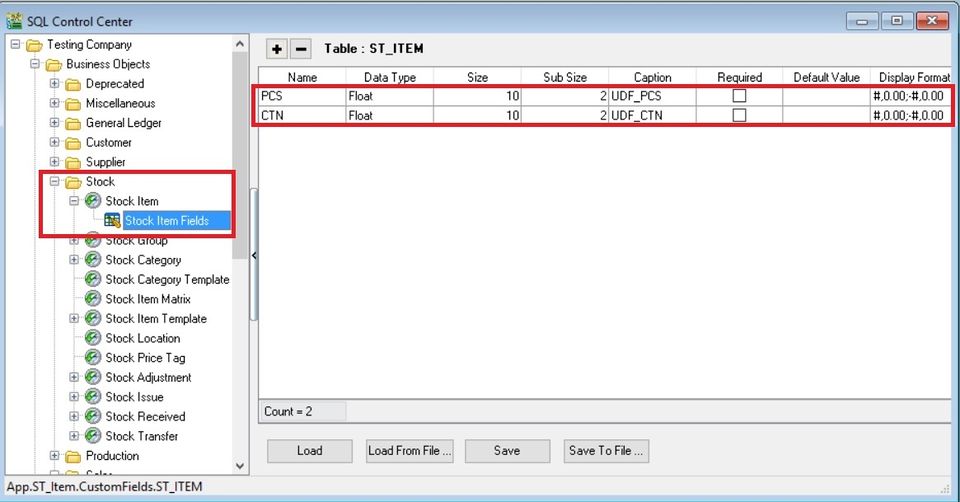 SQL Control Center
Testing Company
Business Objects
Deprecated
Miscellaneous
General Ledger
Customer
Supplier
Stock
Stock Item
Stock Item Fields
Stock Group
Stock Category
Stock Category Template
Stock Item Matrix
Stock Item Template
Stock Location
Stock Price Tag
Stock Adjustment
Stock Issue
Stock Received
Stock Transfer
Production
Table : ST_ITEM
Name Data Type Size Sub Size Caption Required Default Value Display Format
PCS Float 10 2 UDF_PCS #,0.00;-#,0.00
CTN Float 10 2 UDF_CTN #,0.00;-#,0.00
Count = 2
Load Load From File ... Save Save To File ...
App.ST_Item.CustomFields.ST_ITEM